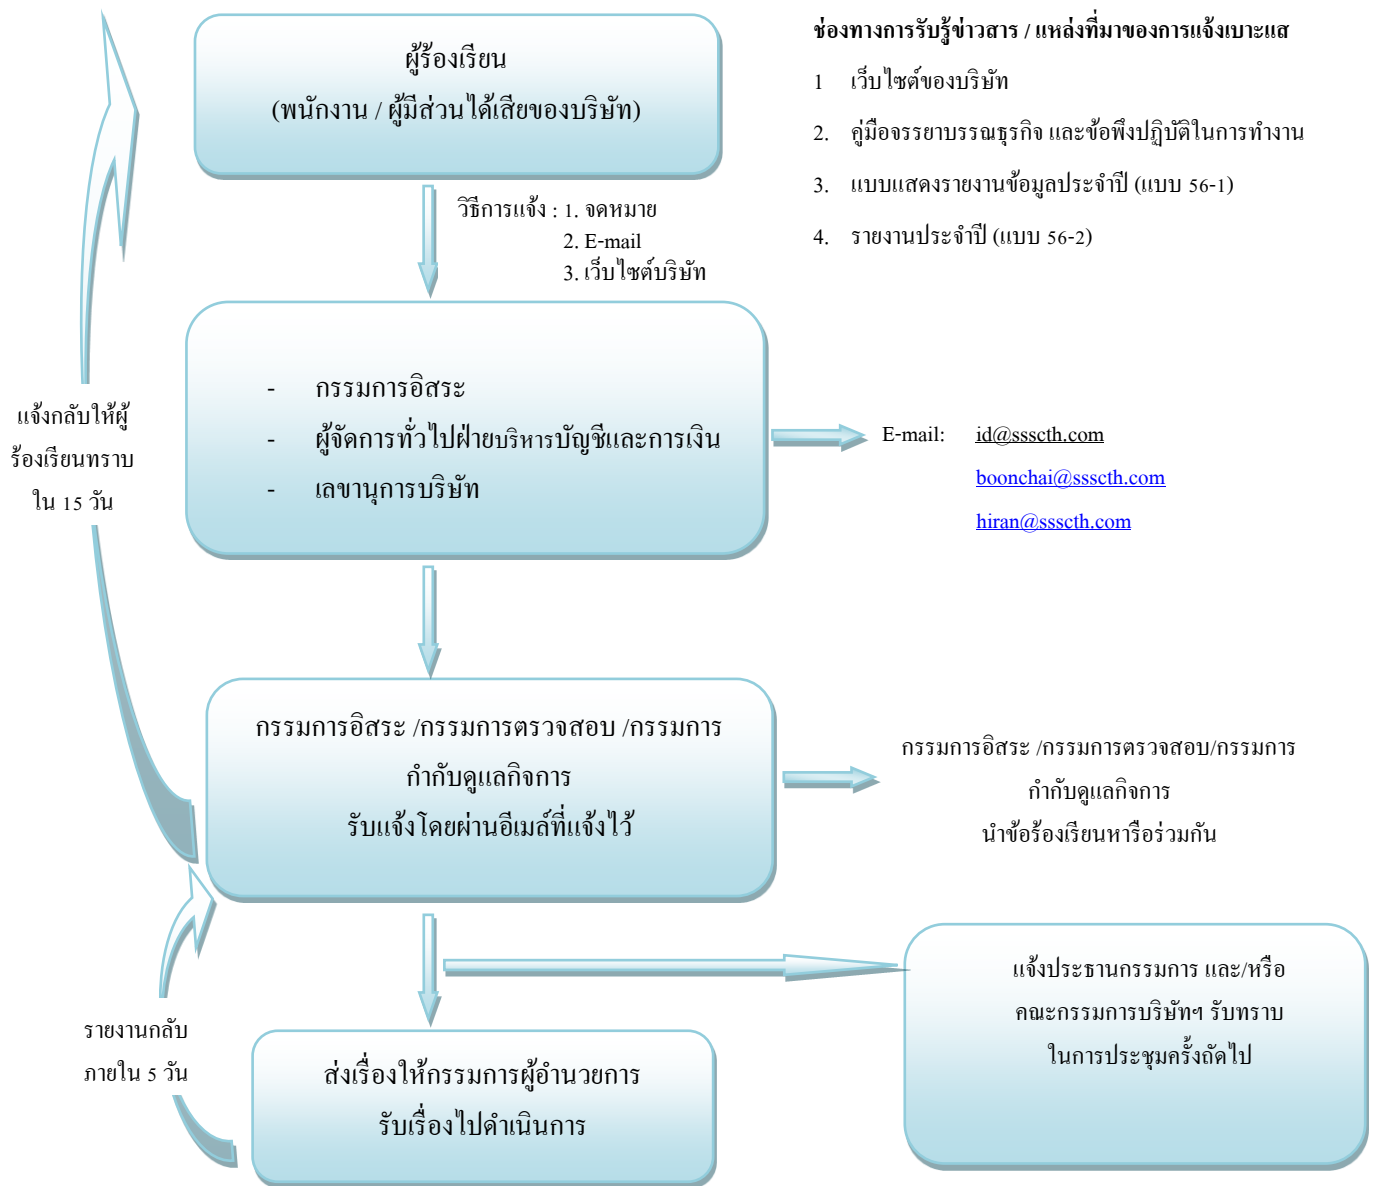 ผู้ร้องเรียน
(พนักงาน / ผู้มีส่วนได้เสียของบริษัท)
ช่องทางการรับรู้ข่าวสาร / แหล่งที่มาของการแจ้งเบาะแส
1 เว็บไซต์ของบริษัท
2. คู่มือจรรยาบรรณธุรกิจ และข้อพึงปฏิบัติในการทำงาน
3. แบบแสดงรายงานข้อมูลประจำปี (แบบ 56-1)
4. รายงานประจำปี (แบบ 56-2)
วิธีการแจ้ง : 1. จดหมาย
2. E-mail
3. เว็บไซต์บริษัท
- กรรมการอิสระ
- ผู้จัดการทั่วไปฝ่ายบริหารบัญชีและการเงิน
- เลขานุการบริษัท
E-mail: id@ssscth.com
boonchai@ssscth.com
hiran@ssscth.com
แจ้งกลับให้ผู้
ร้องเรียนทราบ
ใน 15 วัน
กรรมการอิสระ /กรรมการตรวจสอบ /กรรมการ
กำกับดูแลกิจการ
รับแจ้งโดยผ่านอีเมล์ที่แจ้งไว้
กรรมการอิสระ /กรรมการตรวจสอบ/กรรมการ
กำกับดูแลกิจการ
นำข้อร้องเรียนหารือร่วมกัน
แจ้งประธานกรรมการ และ/หรือ
คณะกรรมการบริษัทฯ รับทราบ
ในการประชุมครั้งถัดไป
รายงานกลับ
ภายใน 5 วัน
ส่งเรื่องให้กรรมการผู้อำนวยการ
รับเรื่องไปดำเนินการ